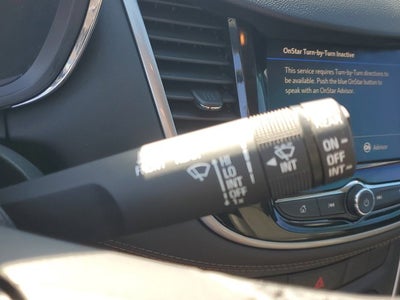 OnStar Turn-by-Turn Inactive
This service requires Turn-by-Turn directions to
be available. Push the blue OnStar button to
speak with an OnStar Advisor.
Advisor
HI
LO
INT
OFF
INT
ON
OFF
INT